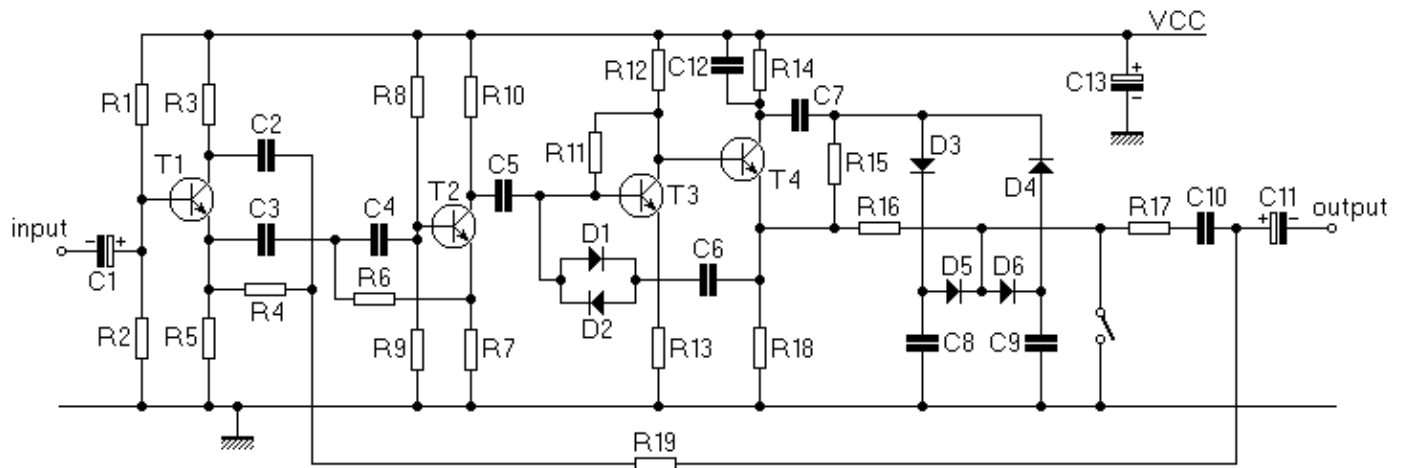 VCC
R12
C12
R14
R1
R3
R8
R10
C7
C13
+
-
C2
R11
T1
C5
R15
D3
T2
T3
T4
D4
C3
C4
R16
R17
C10
C11
input
- +
+ -
output
C1
D1
C6
R6
D5
D6
R4
D2
R2
R5
R9
R7
R13
R18
C8
C9
R19